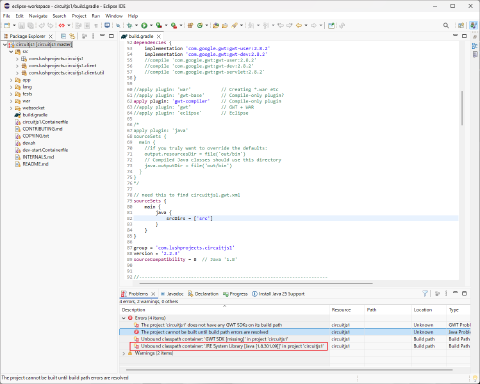 eclipse-workspace - circuitjs1/build.gradle - Eclipse IDE
File Edit Navigate Search Project Run Window Help
Package Explorer
circuitjs1 [circuitjs1 master]
src
com.lushprojects.circuitjs1
com.lushprojects.circuitjs1.client
com.lushprojects.circuitjs1.client.util
app
lang
tests
war
websocket
build.gradle
circuitjs1.Containerfile
CONTRIBUTING.md
COPYING.txt
dev.sh
dev-start.Containerfile
INTERNALS.md
README.md
build.gradle
dependencies {
implementation 'com.google.gwt:gwt-user:2.8.2'
implementation 'com.google.gwt:gwt-dev:2.8.2'
//compile 'com.google.gwt:gwt-user:2.8.2'
//compile 'com.google.gwt:gwt-dev:2.8.2'
//compile 'com.google.gwt:gwt-servlet:2.8.2'
}
//apply plugin: 'war' // Creating *.war etc
//apply plugin: 'gwt-base' // Compile-only plugin?
apply plugin: 'gwt-compiler' // Compile-only plugin
//apply plugin: 'gwt' // GWT + WAR
//apply plugin: 'eclipse' // Eclipse
/*
apply plugin: 'java'
sourceSets {
main {
//If you truly want to override the defaults:
output.resourcesDir = file('out/bin')
// Compiled Java classes should use this directory
java.outputDir = file('out/bin')
}
}
*/
// need this to find circuitjs1.gwt.xml
sourceSets {
main {
java {
srcDirs = ['src']
}
}
}
group = 'com.lushprojects.circuitjs1'
version = '2.2.3'
sourceCompatibility = 8 // Java '1.8'
Problems Javadoc Declaration Progress Install Java 25 Support
4 errors, 2 warnings, 0 others
Description Resource Path Location Type
Errors (4 items)
The project 'circuitjs1' does not have any GWT SDKs on its build path circuitjs1 Unknown GWT Probl
The project cannot be built until build path errors are resolved circuitjs1 Unknown Java Proble
Unbound classpath container: 'GWT SDK [missing]' in project 'circuitjs1' circuitjs1 Build path Build Path
Unbound classpath container: 'JRE System Library [Java (1.8.301.09)]' in project 'circuitjs1' circuitjs1 Build path Build Path
Warnings (2 items)
The project cannot be built until build path errors are resolved